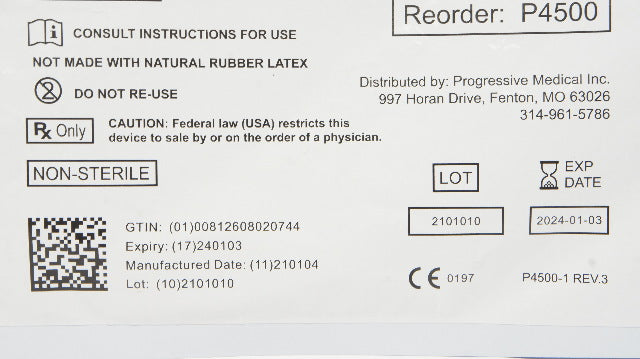 Reorder: P4500
CONSULT INSTRUCTIONS FOR USE
NOT MADE WITH NATURAL RUBBER LATEX
DO NOT RE-USE
Rx Only
CAUTION: Federal law (USA) restricts this
device to sale by or on the order of a physician.
Distributed by: Progressive Medical Inc.
997 Horan Drive, Fenton, MO 63026
314-961-5786
NON-STERILE
LOT
EXP
DATE
2101010
2024-01-03
GTIN: (01)00812608020744
Expiry: (17)240103
Manufactured Date: (11)210104
Lot: (10)2101010
CE 0197
P4500-1 REV.3